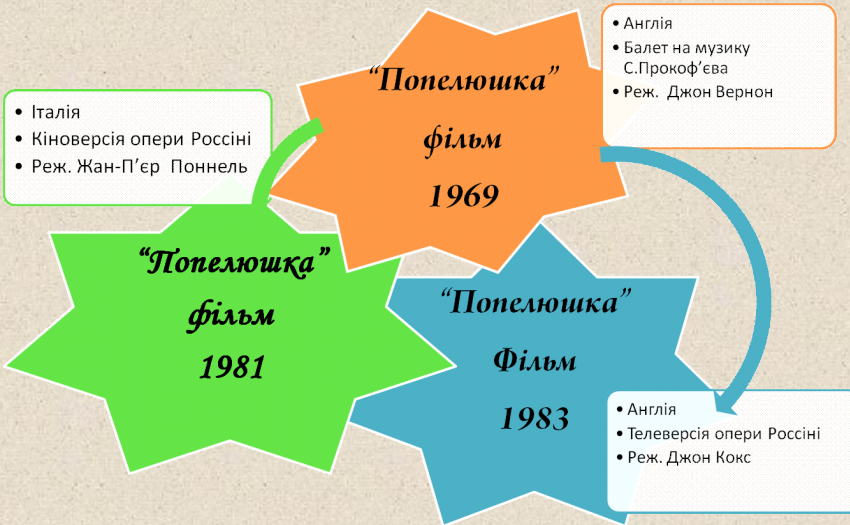 “Попелюшка”
фільм
1969
• Англія
• Балет на музику
С.Прокоф’єва
• Реж. Джон Вернон
• Італія
• Кіноверсія опери Россіні
• Реж. Жан-П’єр Поннель
“Попелюшка”
фільм
1981
“Попелюшка”
Фільм
1983
• Англія
• Телеверсія опери Россіні
• Реж. Джон Кокс